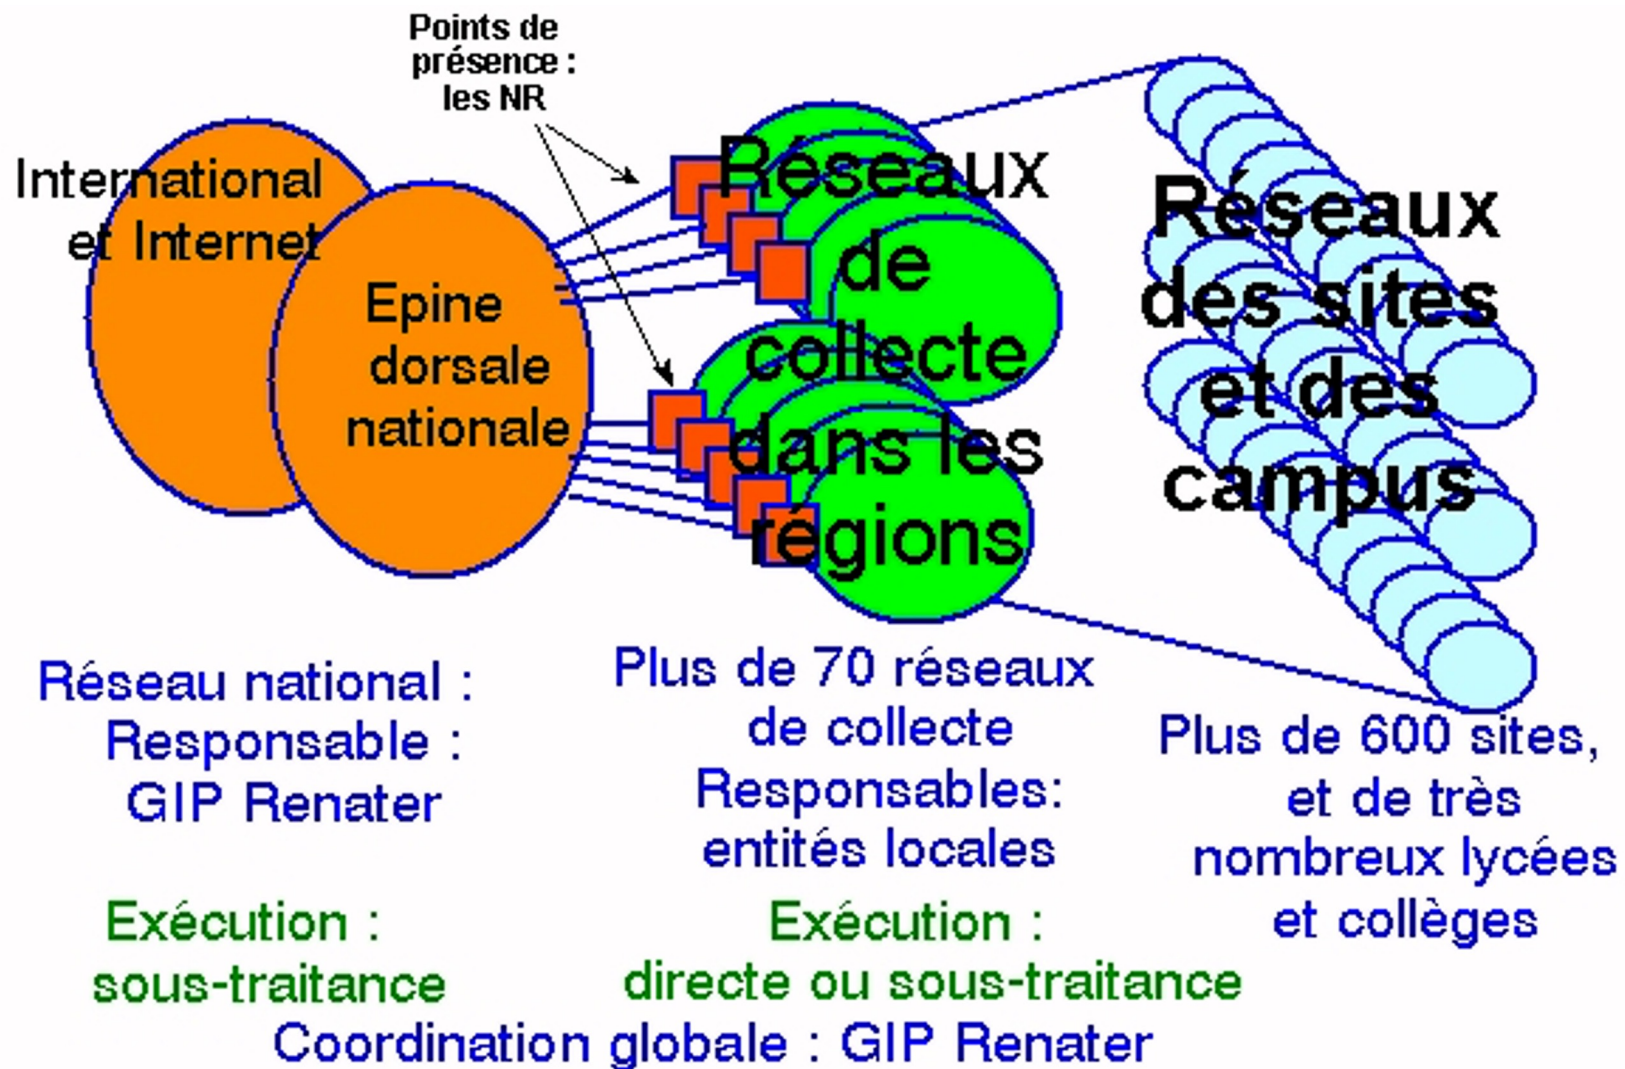 Points de
présence :
les NR
International
et Internet
Epine
dorsale
nationale
Réseaux
de
collecte
dans les
régions
Réseaux
des sites
et des
campus
Réseau national :
Responsable :
GIP Renater
Plus de 70 réseaux
de collecte
Responsables:
entités locales
Plus de 600 sites,
et de très
nombreux lycées
et collèges
Exécution :
sous-traitance
Exécution :
directe ou sous-traitance
Coordination globale : GIP Renater